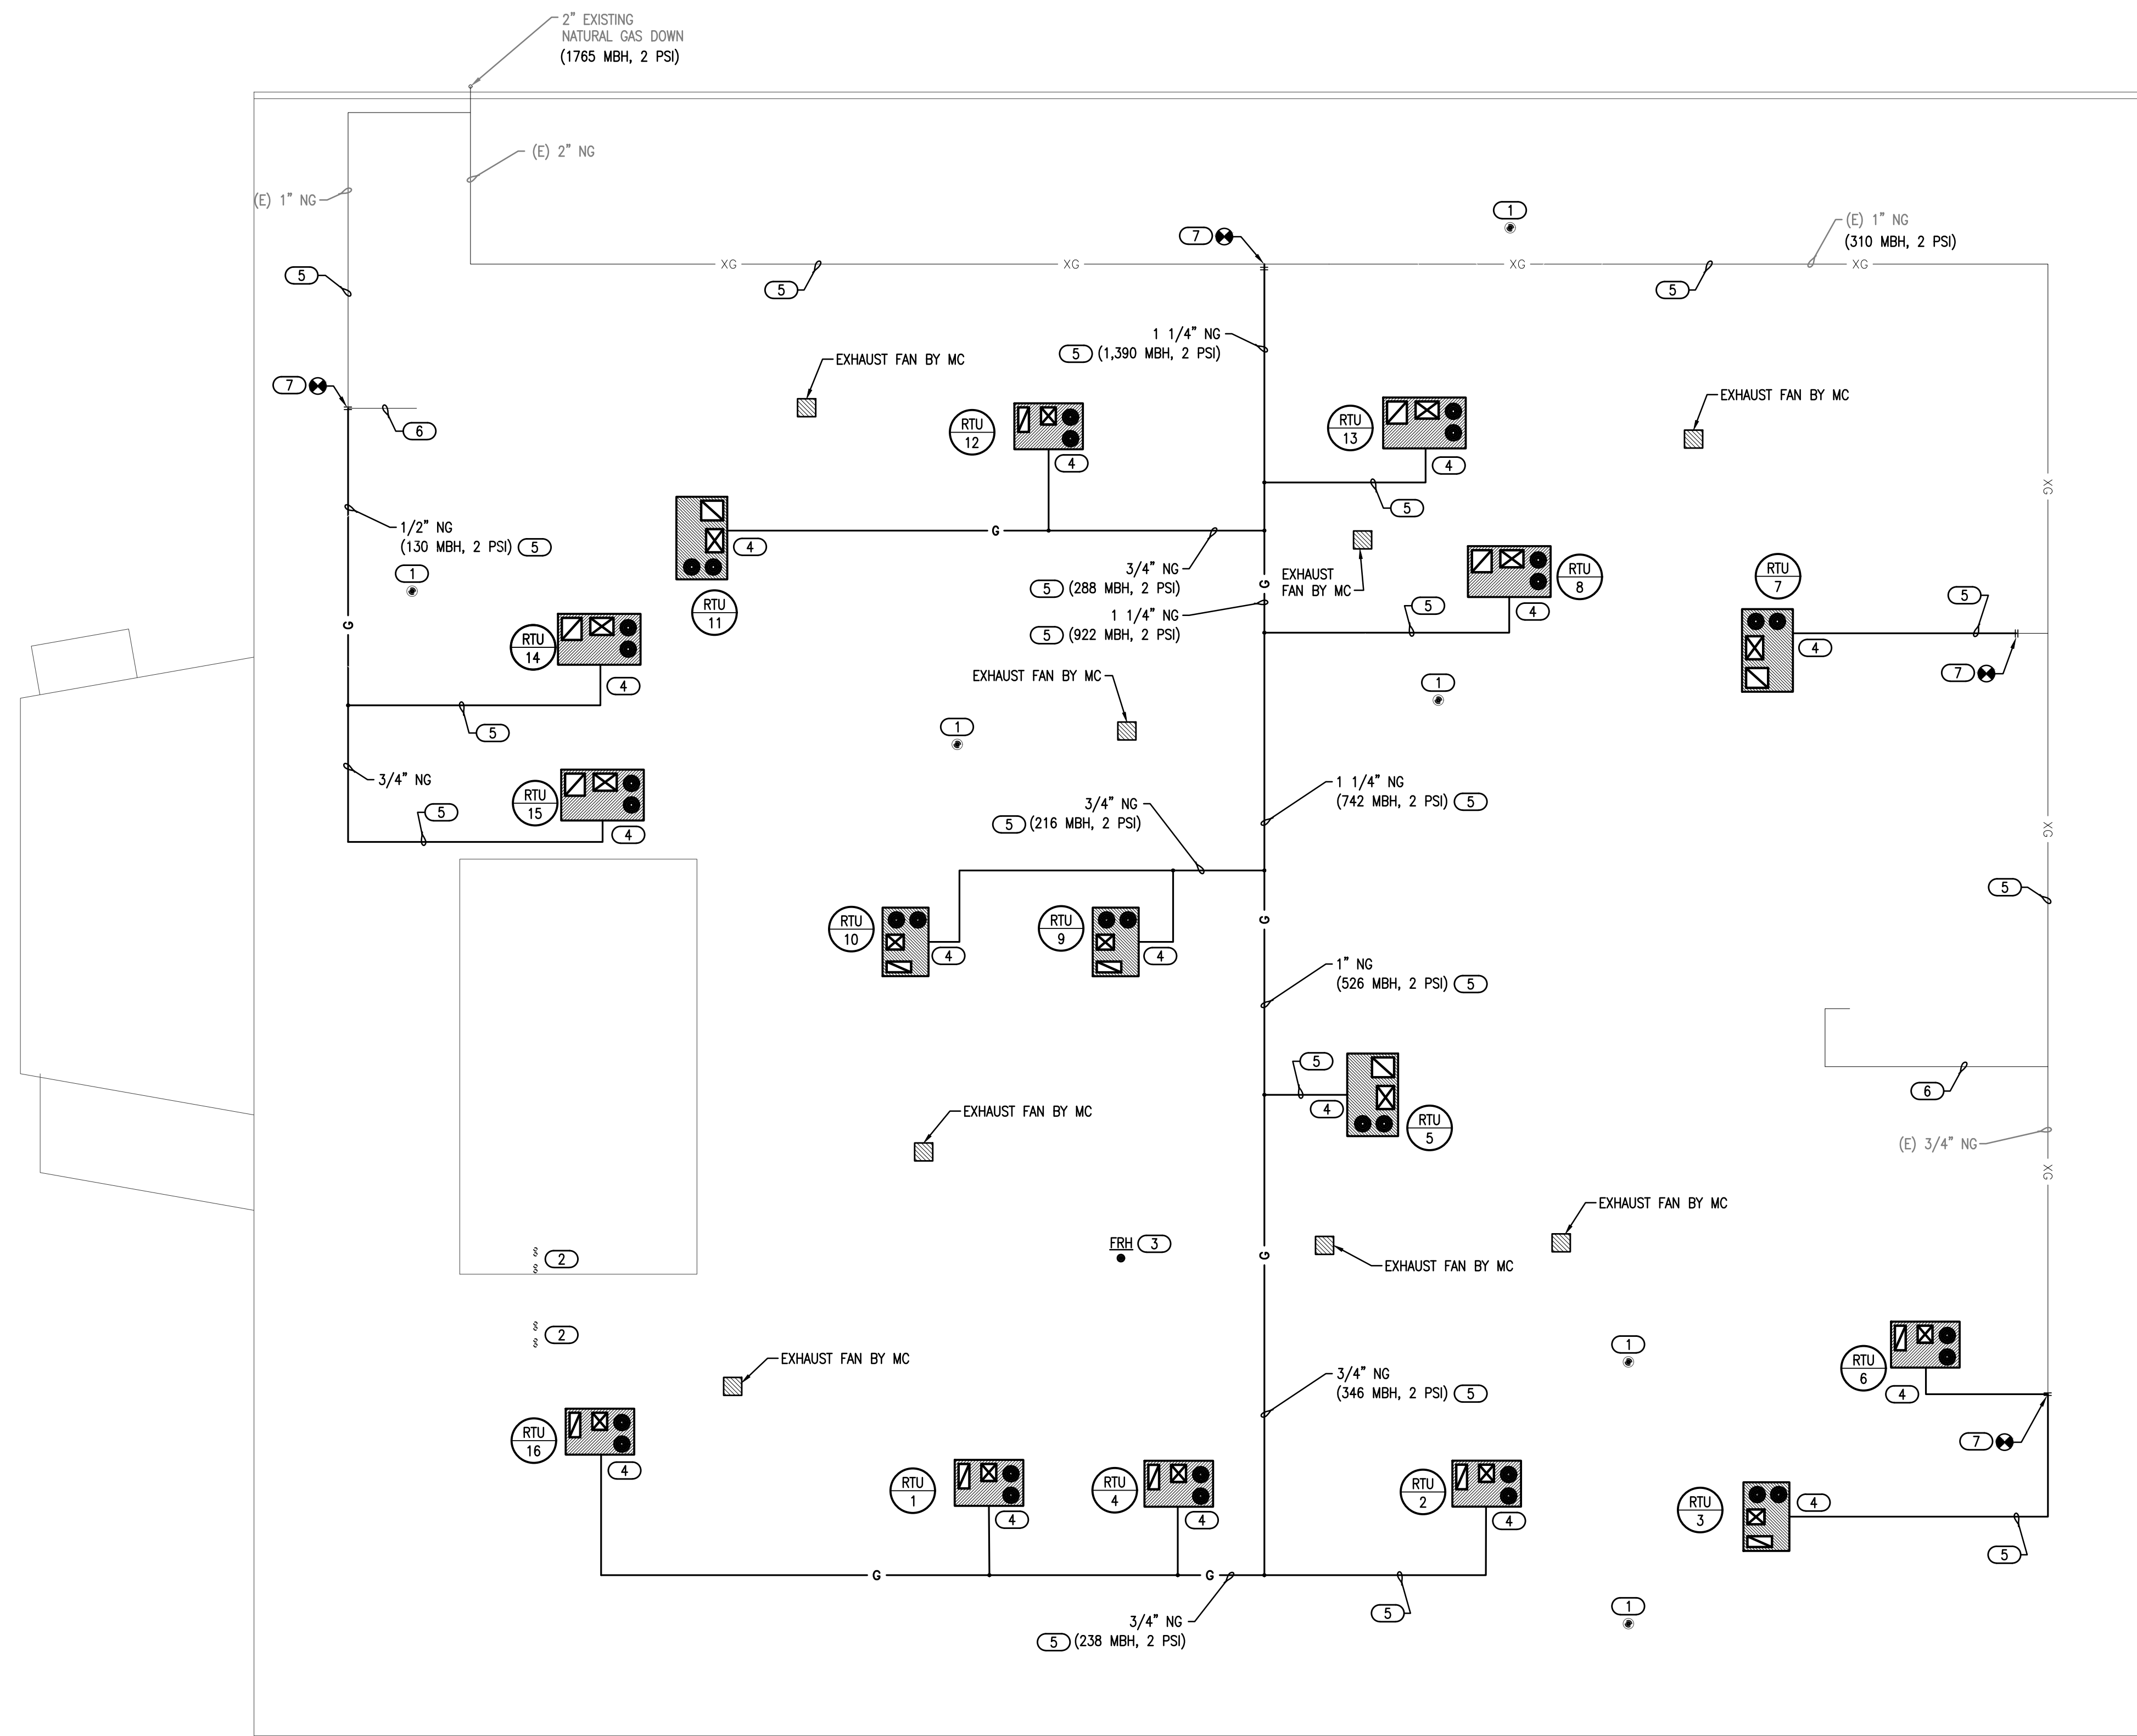 2" EXISTING
NATURAL GAS DOWN
(1765 MBH, 2 PSI)
(E) 2" NG
(E) 1" NG
1
7
(E) 1" NG
(310 MBH, 2 PSI)
XG
XG
XG
XG
5
5
5
1 1/4" NG
5 (1,390 MBH, 2 PSI)
EXHAUST FAN BY MC
7
6
RTU
12
4
RTU
13
4
EXHAUST FAN BY MC
5
XG
1/2" NG
(130 MBH, 2 PSI) 5
G
4
3/4" NG
5 (288 MBH, 2 PSI)
1 1/4" NG
5 (922 MBH, 2 PSI)
G
EXHAUST
FAN BY MC
RTU
8
4
5
RTU
7
4
5
7
1
G
RTU
11
RTU
14
4
5
EXHAUST FAN BY MC
1
1
3/4" NG
RTU
15
4
5
3/4" NG
5 (216 MBH, 2 PSI)
1 1/4" NG
(742 MBH, 2 PSI) 5
XG
5
RTU
10
4
RTU
9
4
G
1" NG
(526 MBH, 2 PSI) 5
5
4
RTU
5
6
(E) 3/4" NG
XG
EXHAUST FAN BY MC
EXHAUST FAN BY MC
FRH 3
G
EXHAUST FAN BY MC
2
2
EXHAUST FAN BY MC
1
3/4" NG
(346 MBH, 2 PSI) 5
RTU
6
4
7
RTU
16
4
RTU
1
4
RTU
4
4
RTU
2
4
RTU
3
4
5
G
G
3/4" NG
5 (238 MBH, 2 PSI)
5
1